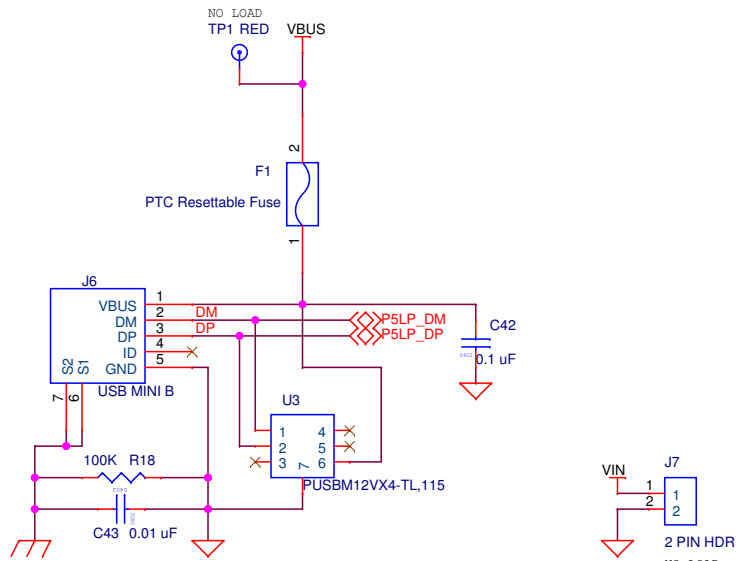 NO LOAD
TP1 RED
VBUS
2
F1
PTC Resettable Fuse
1
J6
VBUS 1
DM 2 DM P5LP_DM
DP 3 DP P5LP_DP
ID 4
GND 5
S2 S1
USB MINI B
7 6
C42
0402
0.1 uF
U3
1 4
2 5
3 7 6
PUSBM12VX4-TL,115
100K R18
0402
0402
C43 0.01 uF
VIN
J7
1 1
2 2
2 PIN HDR